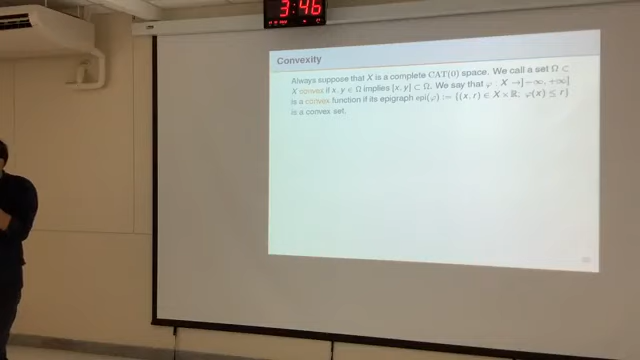 3:46
Convexity
Always suppose that X is a complete CAT(0) space. We call a set Ω ⊂
X convex if x, y ∈ Ω implies [x, y] ⊂ Ω. We say that φ : X →]−∞, +∞]
is a convex function if its epigraph epi(φ) := {(x, r) ∈ X × ℝ; φ(x) ≤ r}
is a convex set.